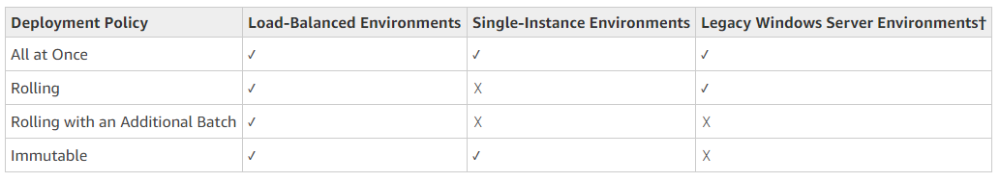 Deployment Policy Load-Balanced Environments Single-Instance Environments Legacy Windows Server Environments†
All at Once ✓ ✓ ✓
Rolling ✓ X ✓
Rolling with an Additional Batch ✓ X X
Immutable ✓ ✓ X